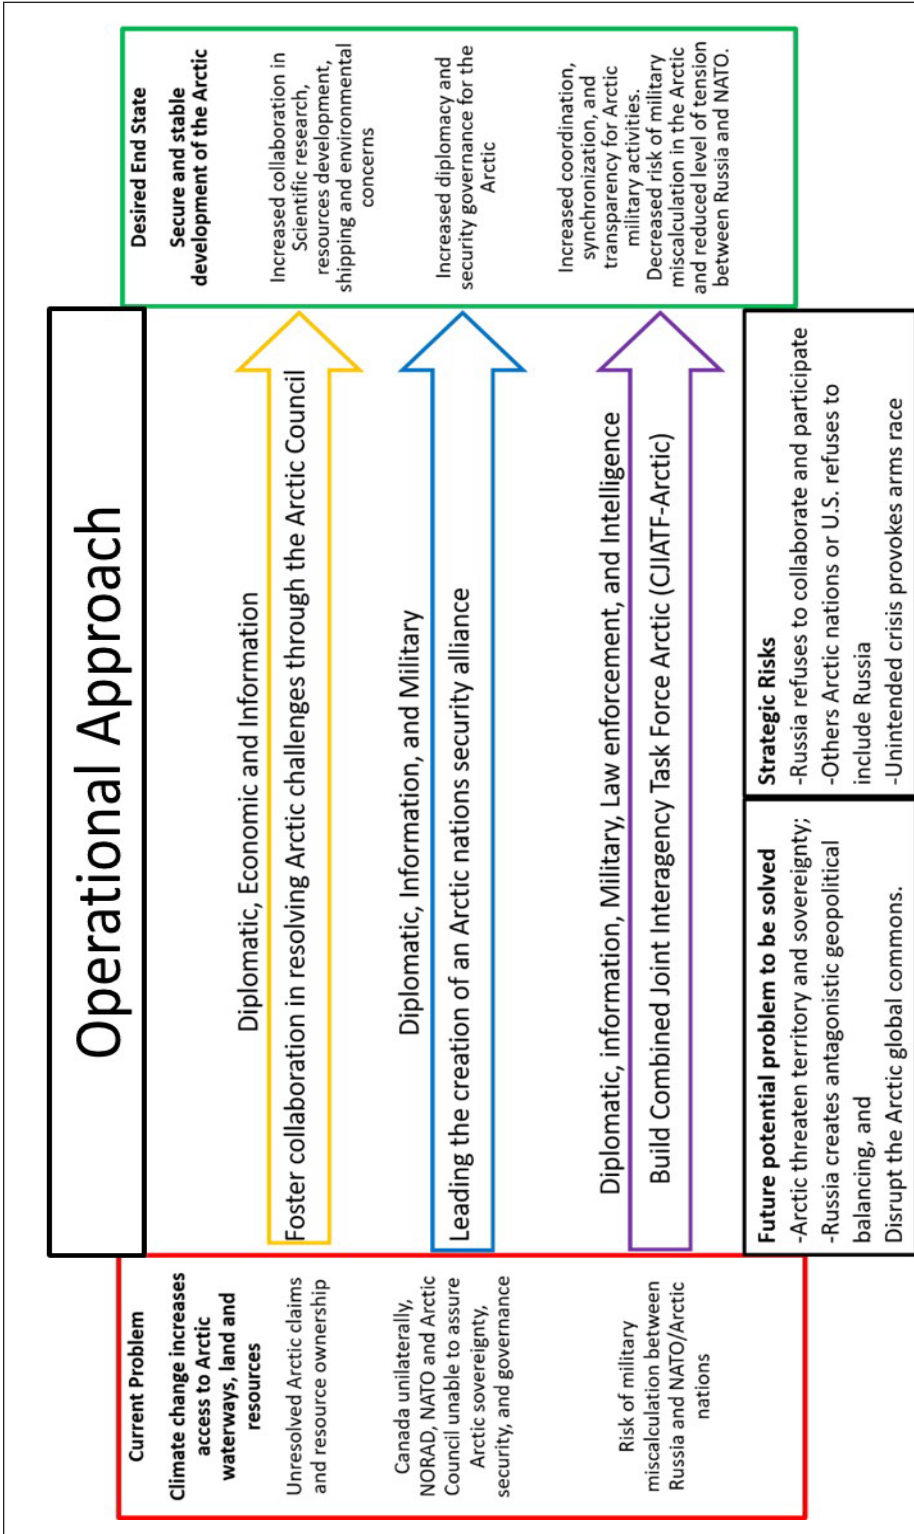 Operational Approach
Current Problem
Climate change increases
access to Arctic
waterways, land and
resources
Unresolved Arctic claims
and resource ownership
Canada unilaterally,
NORAD, NATO and Arctic
Council unable to assure
Arctic sovereignty,
security, and governance
Risk of military
miscalculation between
Russia and NATO/Arctic
nations
Diplomatic, Economic and Information
Foster collaboration in resolving Arctic challenges through the Arctic Council
Diplomatic, Information, and Military
Leading the creation of an Arctic nations security alliance
Diplomatic, information, Military, Law enforcement, and Intelligence
Build Combined Joint Interagency Task Force Arctic (CJIATF-Arctic)
Desired End State
Secure and stable
development of the Arctic
Increased collaboration in
Scientific research,
resources development,
shipping and environmental
concerns
Increased diplomacy and
security governance for the
Arctic
Increased coordination,
synchronization, and
transparency for Arctic
military activities.
Decreased risk of military
miscalculation in the Arctic
and reduced level of tension
between Russia and NATO.
Future potential problem to be solved
-Arctic threaten territory and sovereignty;
-Russia creates antagonistic geopolitical
balancing, and
Disrupt the Arctic global commons.
Strategic Risks
-Russia refuses to collaborate and participate
-Others Arctic nations or U.S. refuses to
include Russia
-Unintended crisis provokes arms race